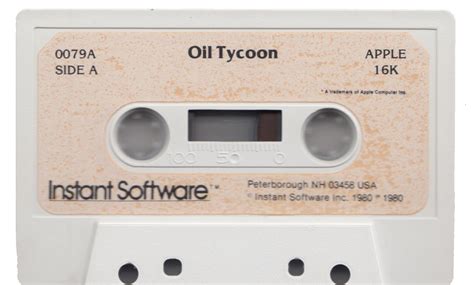 0079A Oil Tycoon APPLE
SIDE A 16K
* A trademark of Apple Computer Inc.
100 50 0
Instant Software™ Peterborough NH 03458 USA
© Instant Software Inc. 1980 ℗ 1980